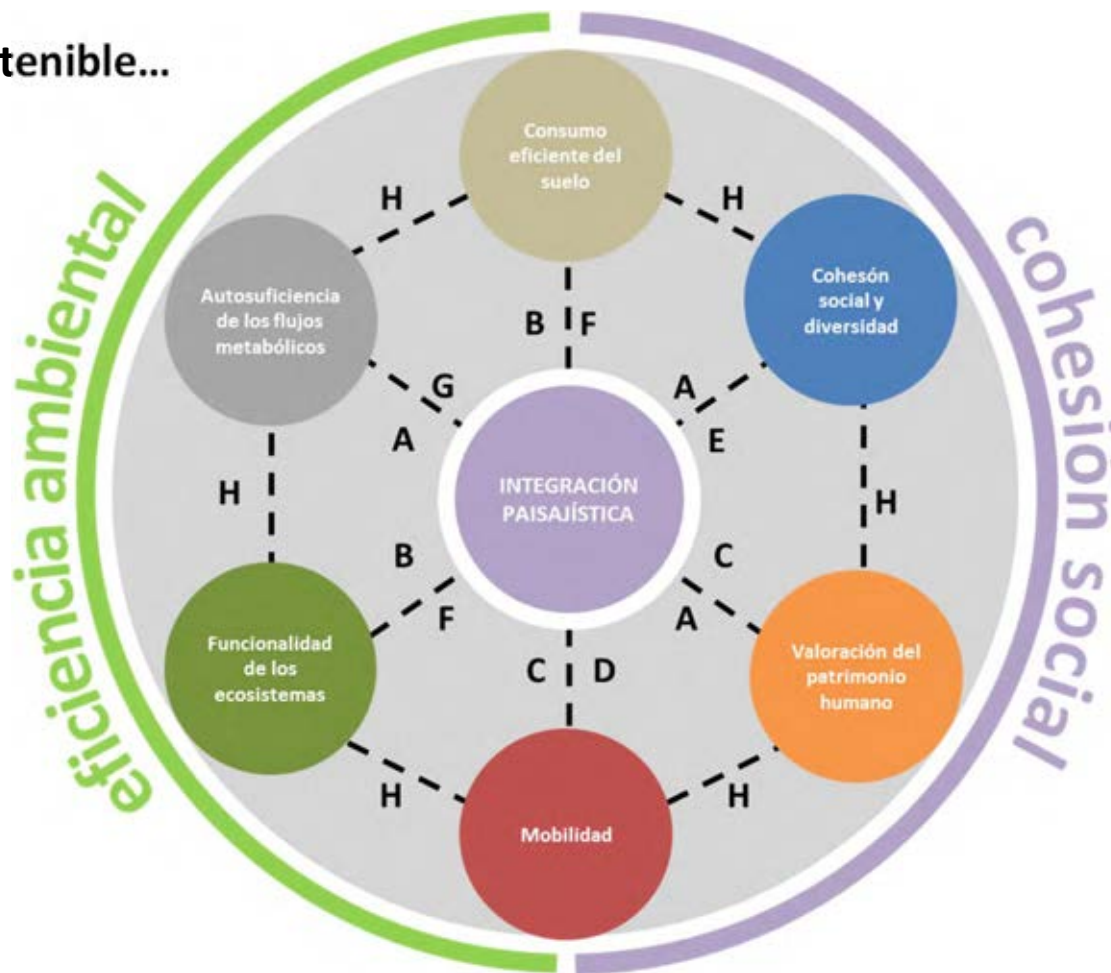 tenible...
eficiencia ambiental
cohesión social
Consumo
eficiente del
suelo
H
H
Autosuficiencia
de los flujos
metabólicos
Cohesón
social y
diversidad
B F
G
A
A
E
INTEGRACIÓN
PAISAJÍSTICA
H
H
B
F
C
A
Funcionalidad
de los
ecosistemas
C D
Valoración del
patrimonio
humano
H
H
Mobilidad